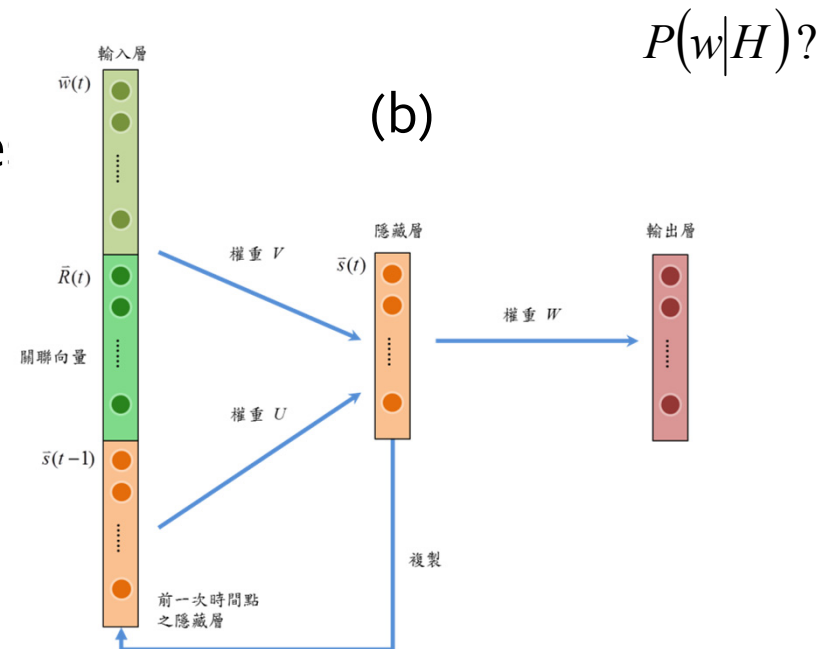 P(w|H)?
輸入層
w̄(t)
(b)
隱藏層
輸出層
權重 V
s̄(t)
R̄(t)
權重 W
關聯向量
權重 U
s̄(t−1)
複製
前一次時間點
之隱藏層